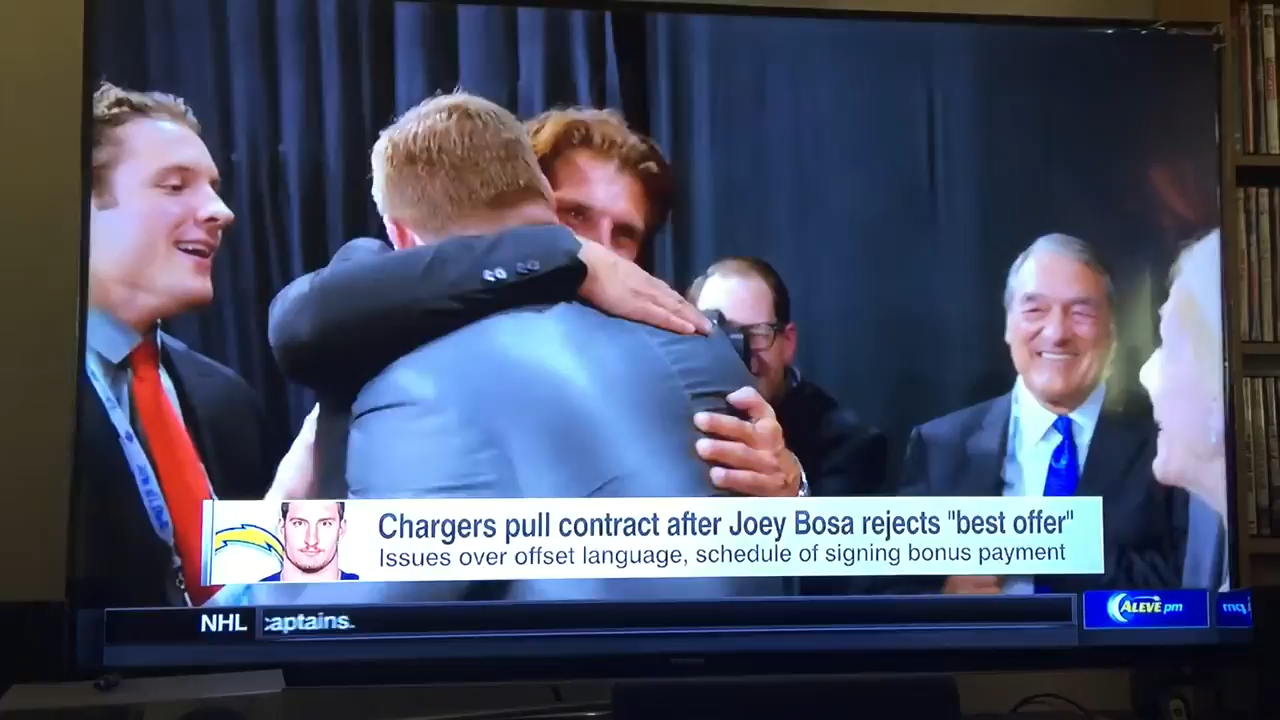 Chargers pull contract after Joey Bosa rejects "best offer"
Issues over offset language, schedule of signing bonus payment
NHL
captains.
ALEVE pm